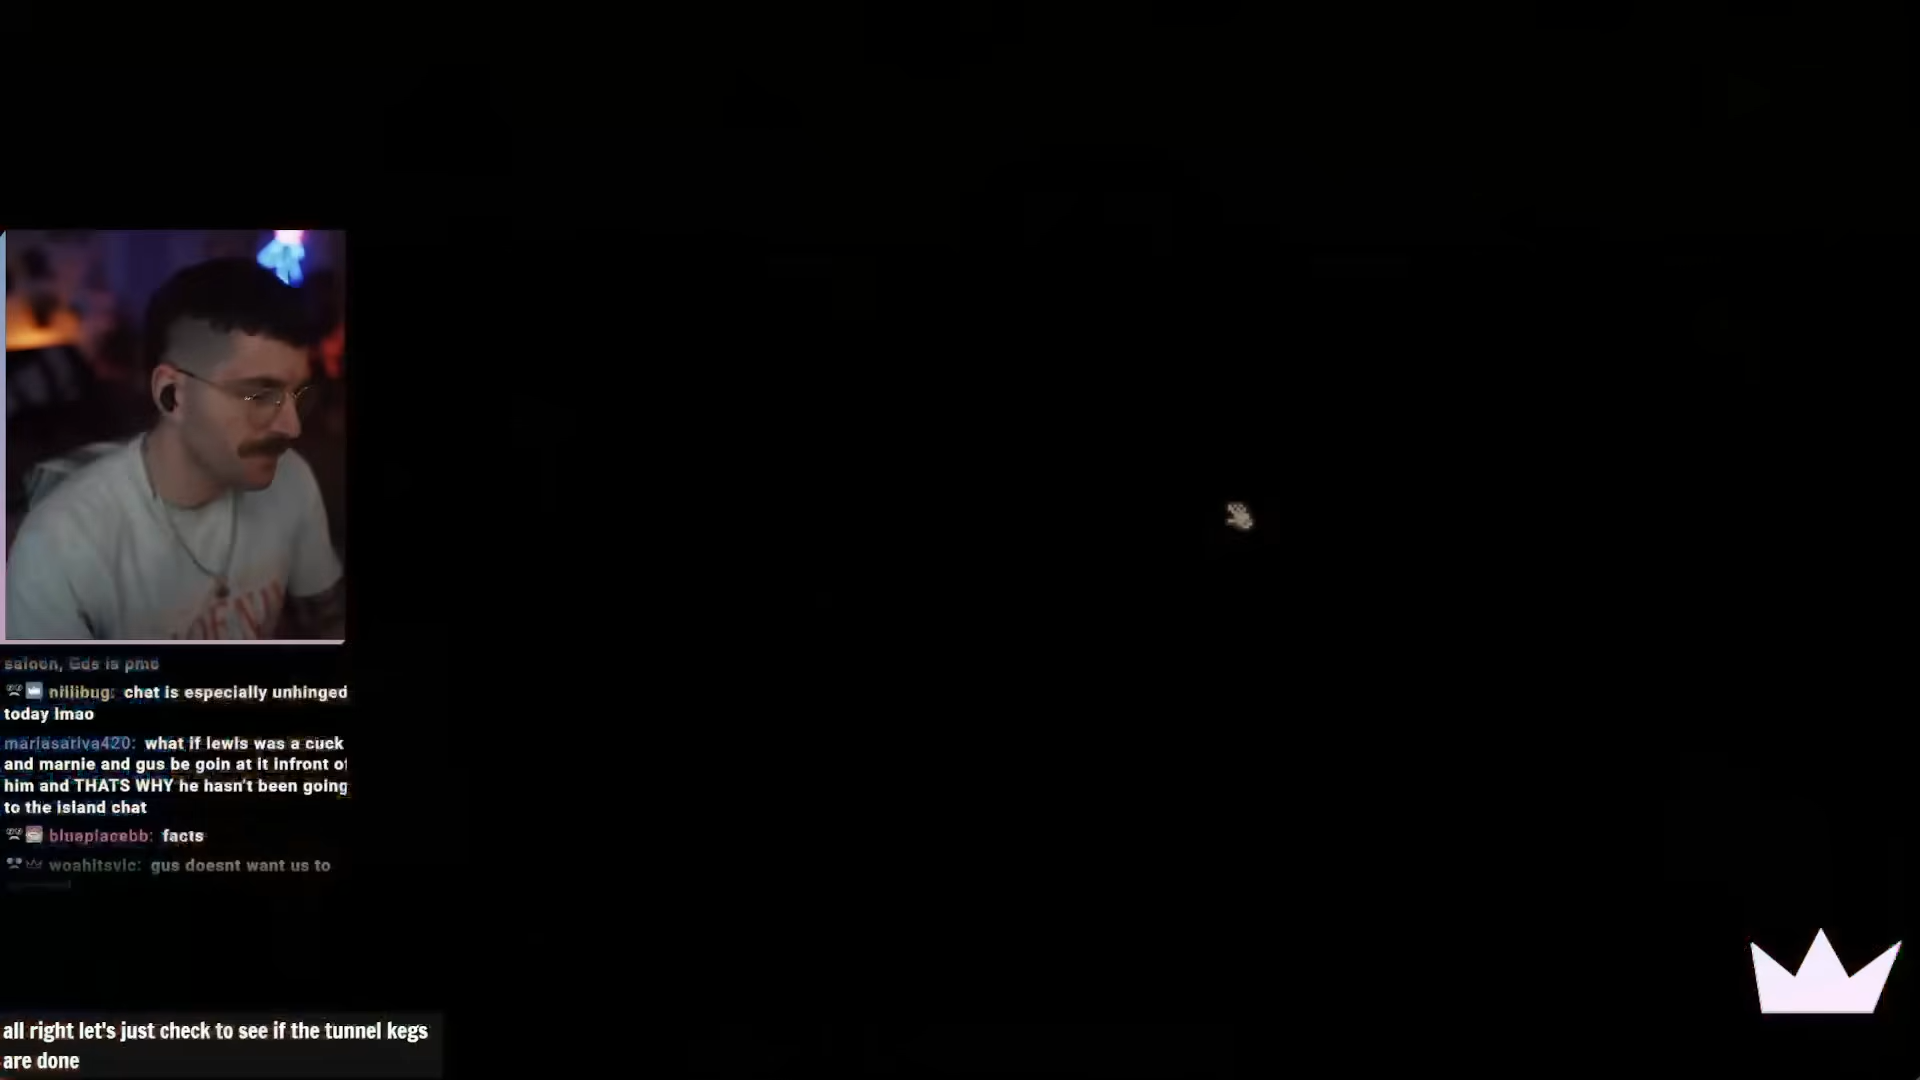 saloon, Gus is pmo
nillibug: chat is especially unhinged
today lmao
mariasativa420: what if lewis was a cuck
and marnie and gus be goin at it infront of
him and THATS WHY he hasn't been going
to the island chat
blueplacebb: facts
woahitsvic: gus doesnt want us to
all right let's just check to see if the tunnel kegs
are done